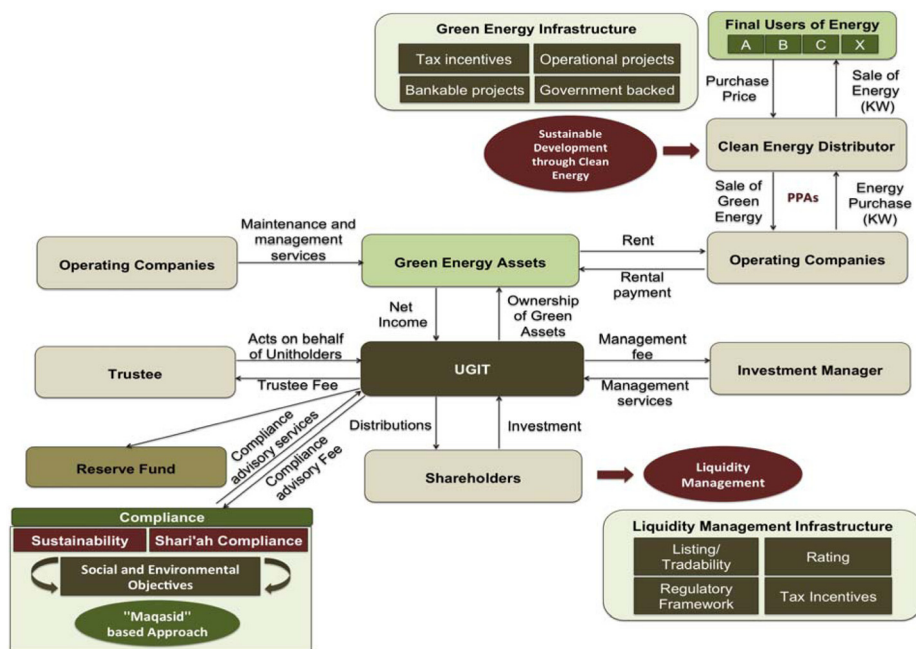 Green Energy Infrastructure
Tax incentives
Operational projects
Bankable projects
Government backed
Final Users of Energy
A
B
C
X
Purchase
Price
Sale of
Energy
(KW)
Sustainable
Development
through Clean
Energy
Clean Energy Distributor
Sale of
Green
Energy
PPAs
Energy
Purchase
(KW)
Operating Companies
Maintenance and
management
services
Green Energy Assets
Rent
Rental
payment
Operating Companies
Net
Income
Ownership
of Green
Assets
Trustee
Acts on behalf
of Unitholders
Trustee Fee
UGIT
Management
fee
Management
services
Investment Manager
Reserve Fund
Compliance
advisory services
Compliance
advisory Fee
Distributions
Investment
Shareholders
Liquidity
Management
Compliance
Sustainability
Shari'ah Compliance
Social and Environmental
Objectives
"Maqasid"
based Approach
Liquidity Management Infrastructure
Listing/
Tradability
Rating
Regulatory
Framework
Tax Incentives